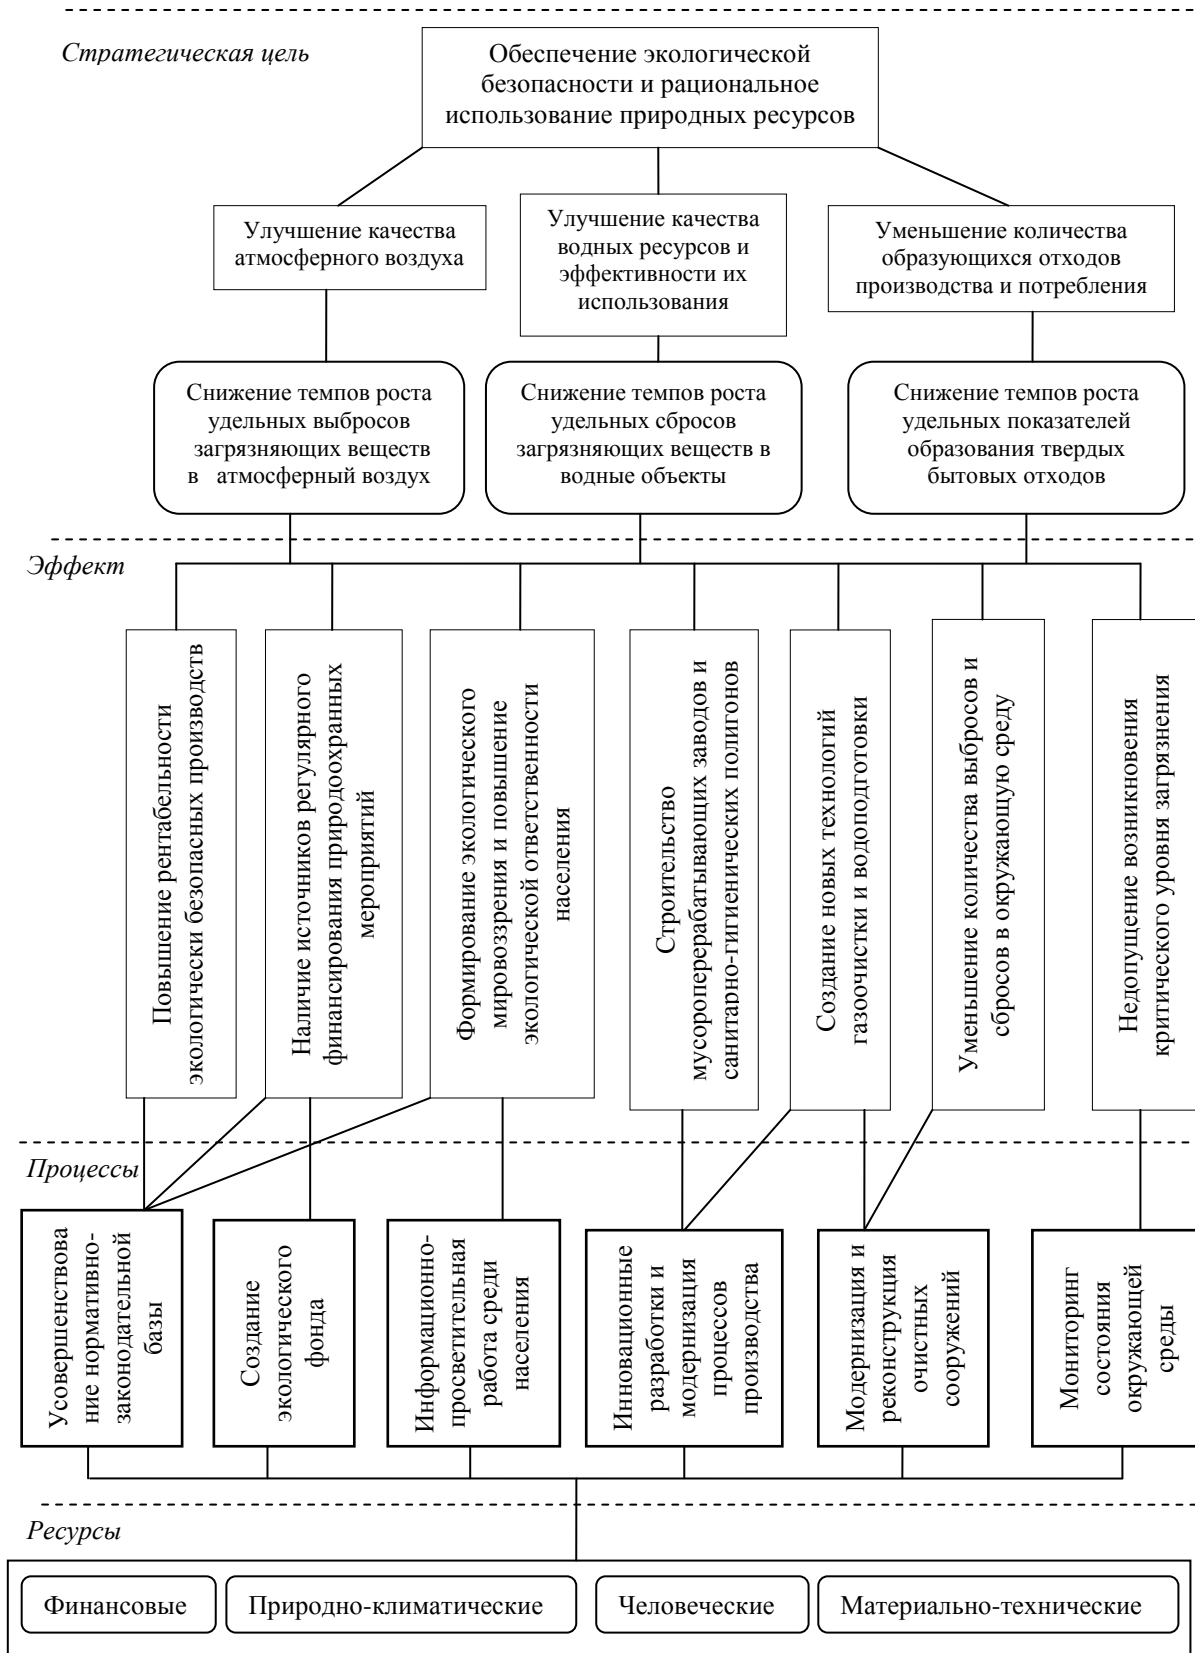 Стратегическая цель
Обеспечение экологической
безопасности и рациональное
использование природных ресурсов
Улучшение качества
атмосферного воздуха
Улучшение качества
водных ресурсов и
эффективности их
использования
Уменьшение количества
образующихся отходов
производства и потребления
Снижение темпов роста
удельных выбросов
загрязняющих веществ
в атмосферный воздух
Снижение темпов роста
удельных сбросов
загрязняющих веществ в
водные объекты
Снижение темпов роста
удельных показателей
образования твердых
бытовых отходов
Эффект
Повышение рентабельности
экологически безопасных производств
Наличие источников регулярного
финансирования природоохранных
мероприятий
Формирование экологического
мировоззрения и повышение
экологической ответственности
населения
Строительство
мусороперерабатывающих заводов и
санитарно-гигиенических полигонов
Создание новых технологий
газоочистки и водоподготовки
Уменьшение количества выбросов и
сбросов в окружающую среду
Недопущение возникновения
критического уровня загрязнения
Процессы
Усовершенствова
ние нормативно-
законодательной
базы
Создание
экологического
фонда
Информационно-
просветительная
работа среди
населения
Инновационные
разработки и
модернизация
процессов
производства
Модернизация и
реконструкция
очистных
сооружений
Мониторинг
состояния
окружающей
среды
Ресурсы
Финансовые
Природно-климатические
Человеческие
Материально-технические